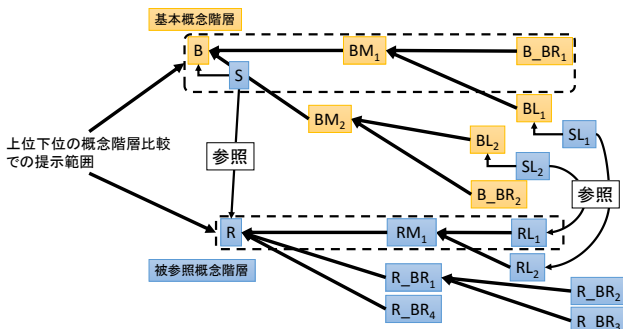 基本概念階層
B
BM1
B_BR1
S
BL1
BM2
SL1
上位下位の概念階層比較
での提示範囲
参照
BL2
SL2
参照
B_BR2
R
RM1
RL1
被参照概念階層
RL2
R_BR1
R_BR2
R_BR4
R_BR3